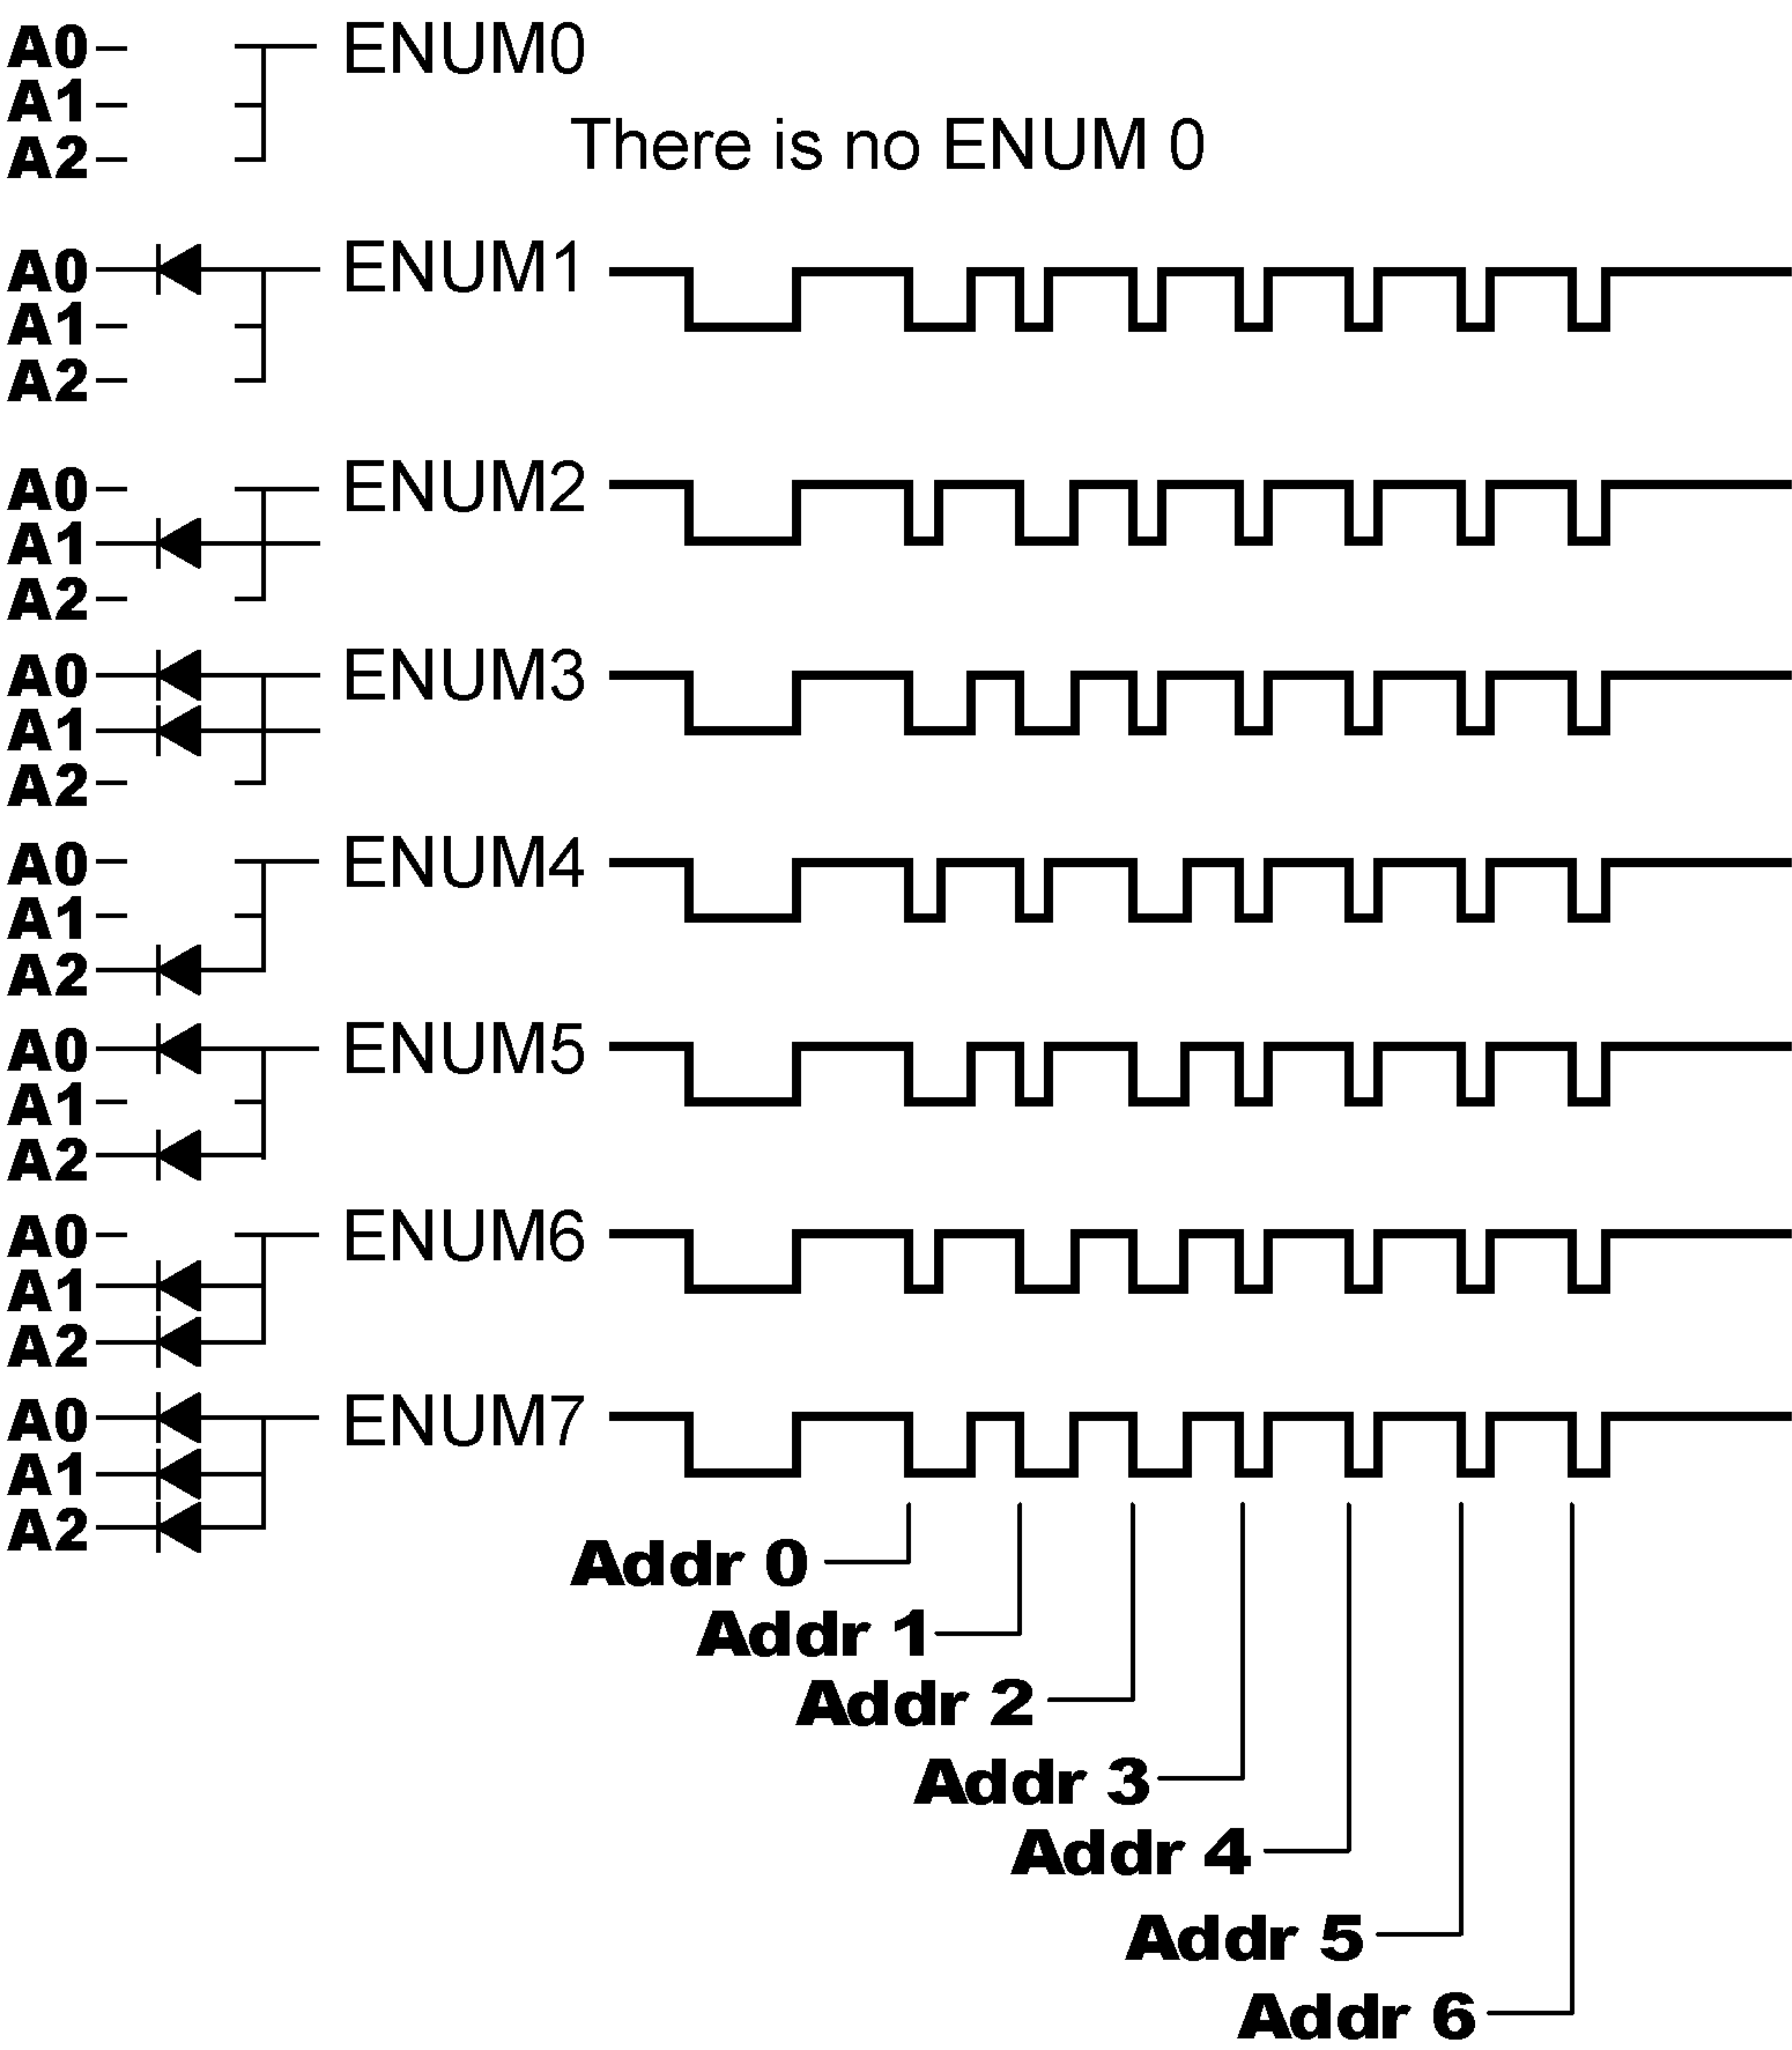 A0 ENUM0
A1
There is no ENUM 0
A2
A0 ENUM1
A1
A2
A0 ENUM2
A1
A2
A0 ENUM3
A1
A2
A0 ENUM4
A1
A2
A0 ENUM5
A1
A2
A0 ENUM6
A1
A2
A0 ENUM7
A1
A2
Addr 0
Addr 1
Addr 2
Addr 3
Addr 4
Addr 5
Addr 6